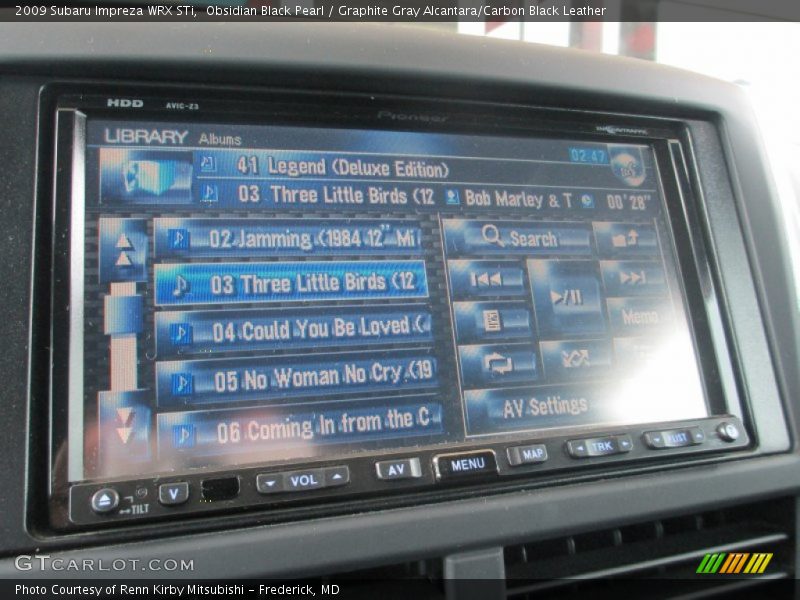 2009 Subaru Impreza WRX STi,  Obsidian Black Pearl / Graphite Gray Alcantara/Carbon Black Leather
HDD AVIC-Z3 Pioneer
LIBRARY Albums 02:47
41 Legend (Deluxe Edition)
03 Three Little Birds (12 Bob Marley & T 00'28"
02 Jamming (1984 12" Mi Search
03 Three Little Birds (12
04 Could You Be Loved ( Memo
05 No Woman No Cry (19
06 Coming In from the C AV Settings
TILT V VOL AV MENU MAP TRK LIST
GTCARLOT.COM
Photo Courtesy of Renn Kirby Mitsubishi – Frederick, MD